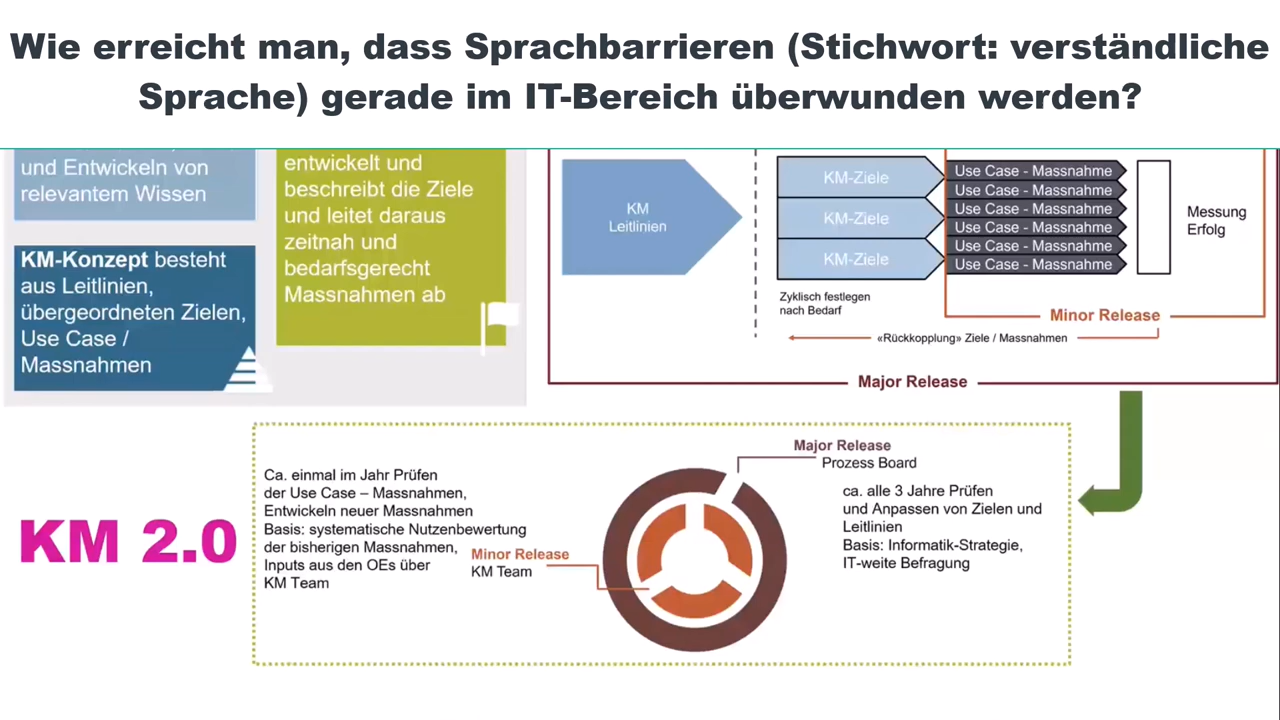 Wie erreicht man, dass Sprachbarrieren (Stichwort: verständliche
Sprache) gerade im IT-Bereich überwunden werden?
und Entwickeln von
relevantem Wissen
KM-Konzept besteht
aus Leitlinien,
übergeordneten Zielen,
Use Case /
Massnahmen
entwickelt und
beschreibt die Ziele
und leitet daraus
zeitnah und
bedarfsgerecht
Massnahmen ab
KM
Leitlinien
KM-Ziele
KM-Ziele
KM-Ziele
Zyklisch festlegen
nach Bedarf
Use Case - Massnahme
Use Case - Massnahme
Use Case - Massnahme
Use Case - Massnahme
Use Case - Massnahme
Use Case - Massnahme
Messung
Erfolg
Minor Release
«Rückkopplung» Ziele / Massnahmen
Major Release
KM 2.0
Ca. einmal im Jahr Prüfen
der Use Case – Massnahmen,
Entwickeln neuer Massnahmen
Basis: systematische Nutzenbewertung
der bisherigen Massnahmen,
Inputs aus den OEs über
KM Team
Minor Release
KM Team
Major Release
Prozess Board
ca. alle 3 Jahre Prüfen
und Anpassen von Zielen und
Leitlinien
Basis: Informatik-Strategie,
IT-weite Befragung